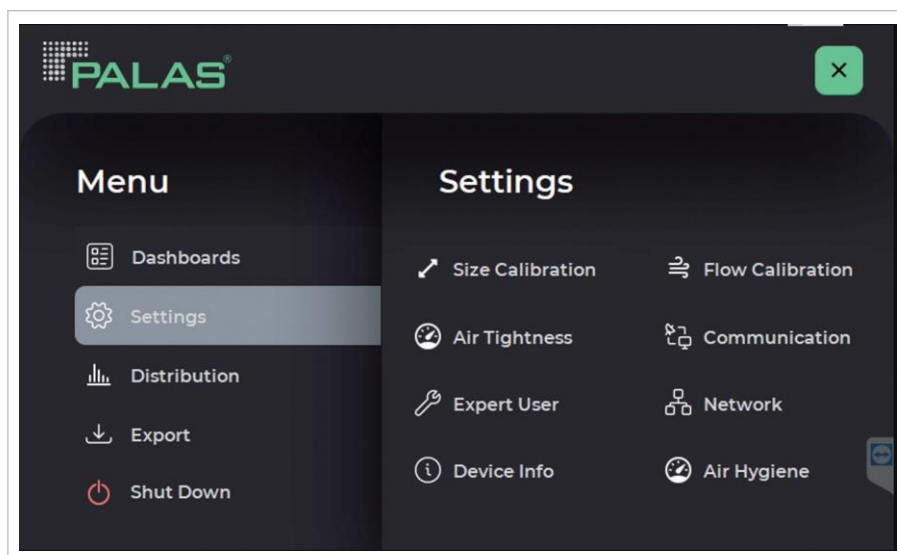 PALAS®
Menu
Dashboards
Settings
Distribution
Export
Shut Down
Settings
Size Calibration
Flow Calibration
Air Tightness
Communication
Expert User
Network
Device Info
Air Hygiene